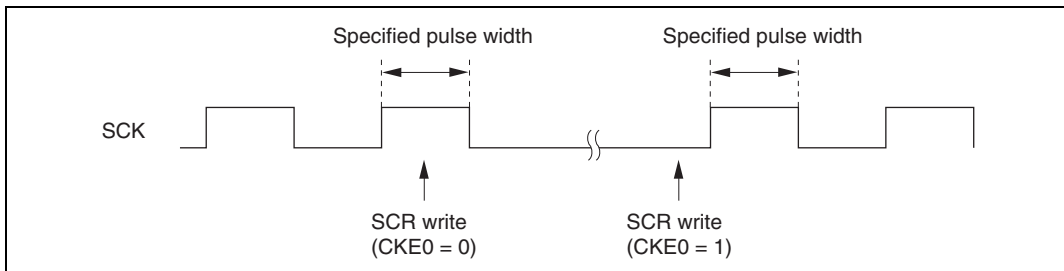 Specified pulse width
Specified pulse width
SCK
SCR write
(CKE0 = 0)
SCR write
(CKE0 = 1)